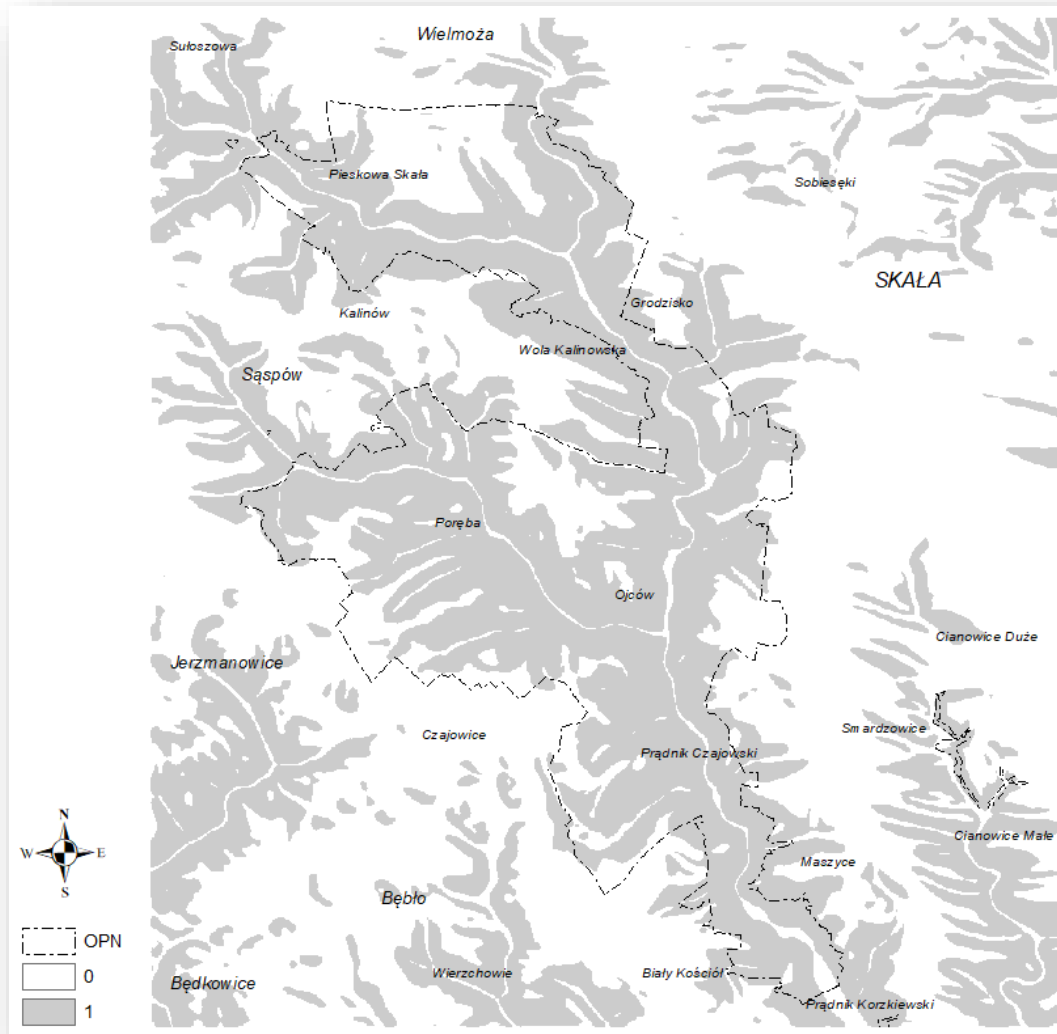 Wielmoża
Sułoszowa
Pieskowa Skała
Sobiesęki
SKAŁA
Grodzisko
Kalinów
Wola Kalinowska
Sąspów
Poręba
Ojców
Cianowice Duże
Jerzmanowice
Smardzowice
Czajowice
Prądnik Czajowski
Cianowice Małe
N
W
E
S
Maszyce
Bębło
OPN
0
1
Będkowice
Wierzchowie
Biały Kościół
Prądnik Korzkiewski